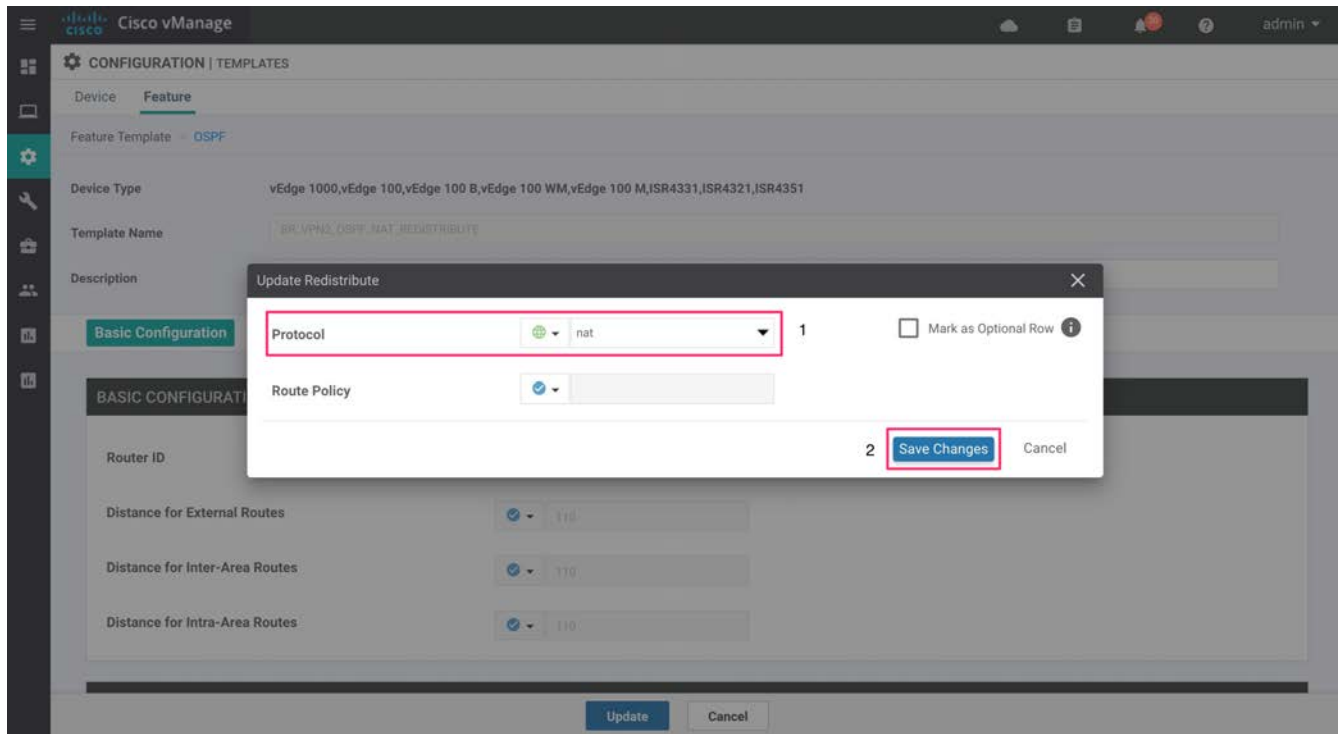 cisco Cisco vManage admin
CONFIGURATION | TEMPLATES
Device Feature
Feature Template OSPF
Device Type vEdge 1000,vEdge 100,vEdge 100 B,vEdge 100 WM,vEdge 100 M,ISR4331,ISR4321,ISR4351
Template Name BR_VPN2_OSPF_NAT_REDISTRIBUTE
Description
Update Redistribute
Basic Configuration
Protocol nat 1 Mark as Optional Row
Route Policy
BASIC CONFIGURATI
2 Save Changes Cancel
Router ID
Distance for External Routes 110
Distance for Inter-Area Routes 110
Distance for Intra-Area Routes 110
Update Cancel